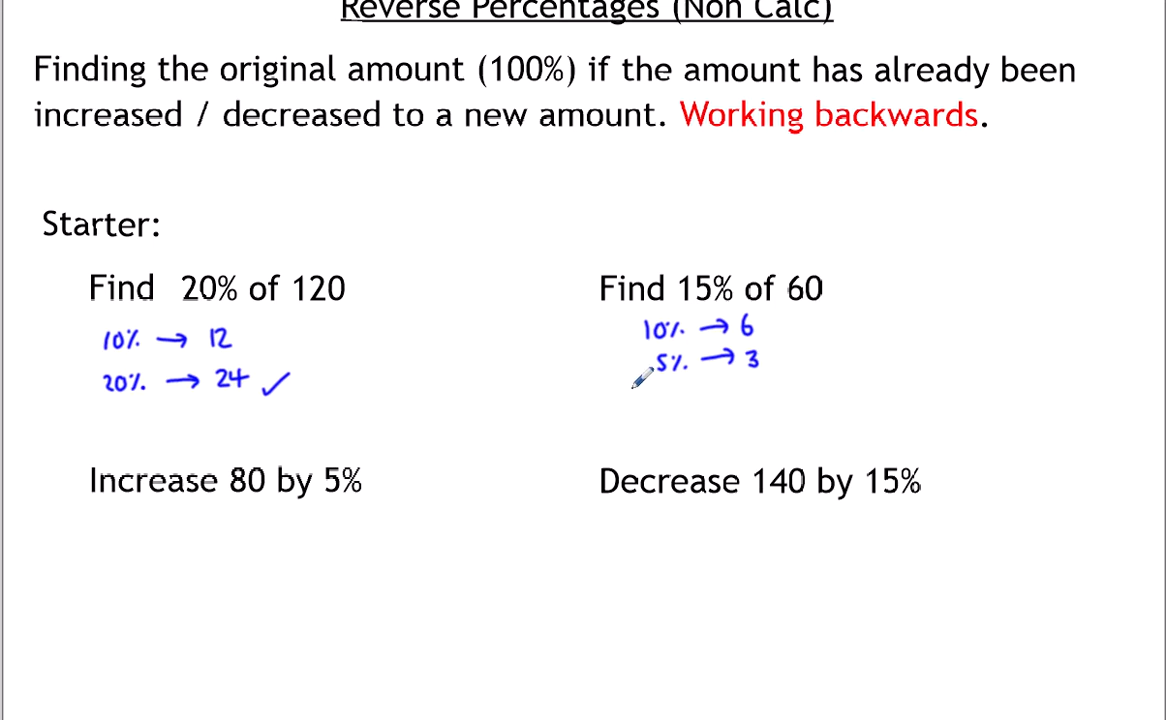 Reverse Percentages (Non Calc)
Finding the original amount (100%) if the amount has already been
increased / decreased to a new amount. Working backwards.
Starter:
Find 20% of 120
10% → 12
20% → 24 ✓
Find 15% of 60
10% → 6
5% → 3
Increase 80 by 5%
Decrease 140 by 15%